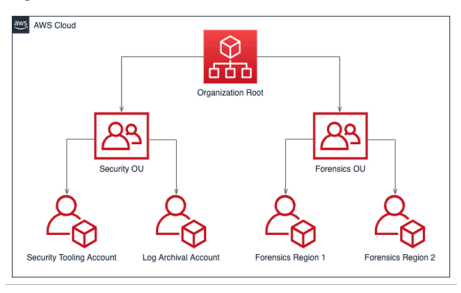 aws AWS Cloud
Organization Root
Security OU
Forensics OU
Security Tooling Account
Log Archival Account
Forensics Region 1
Forensics Region 2